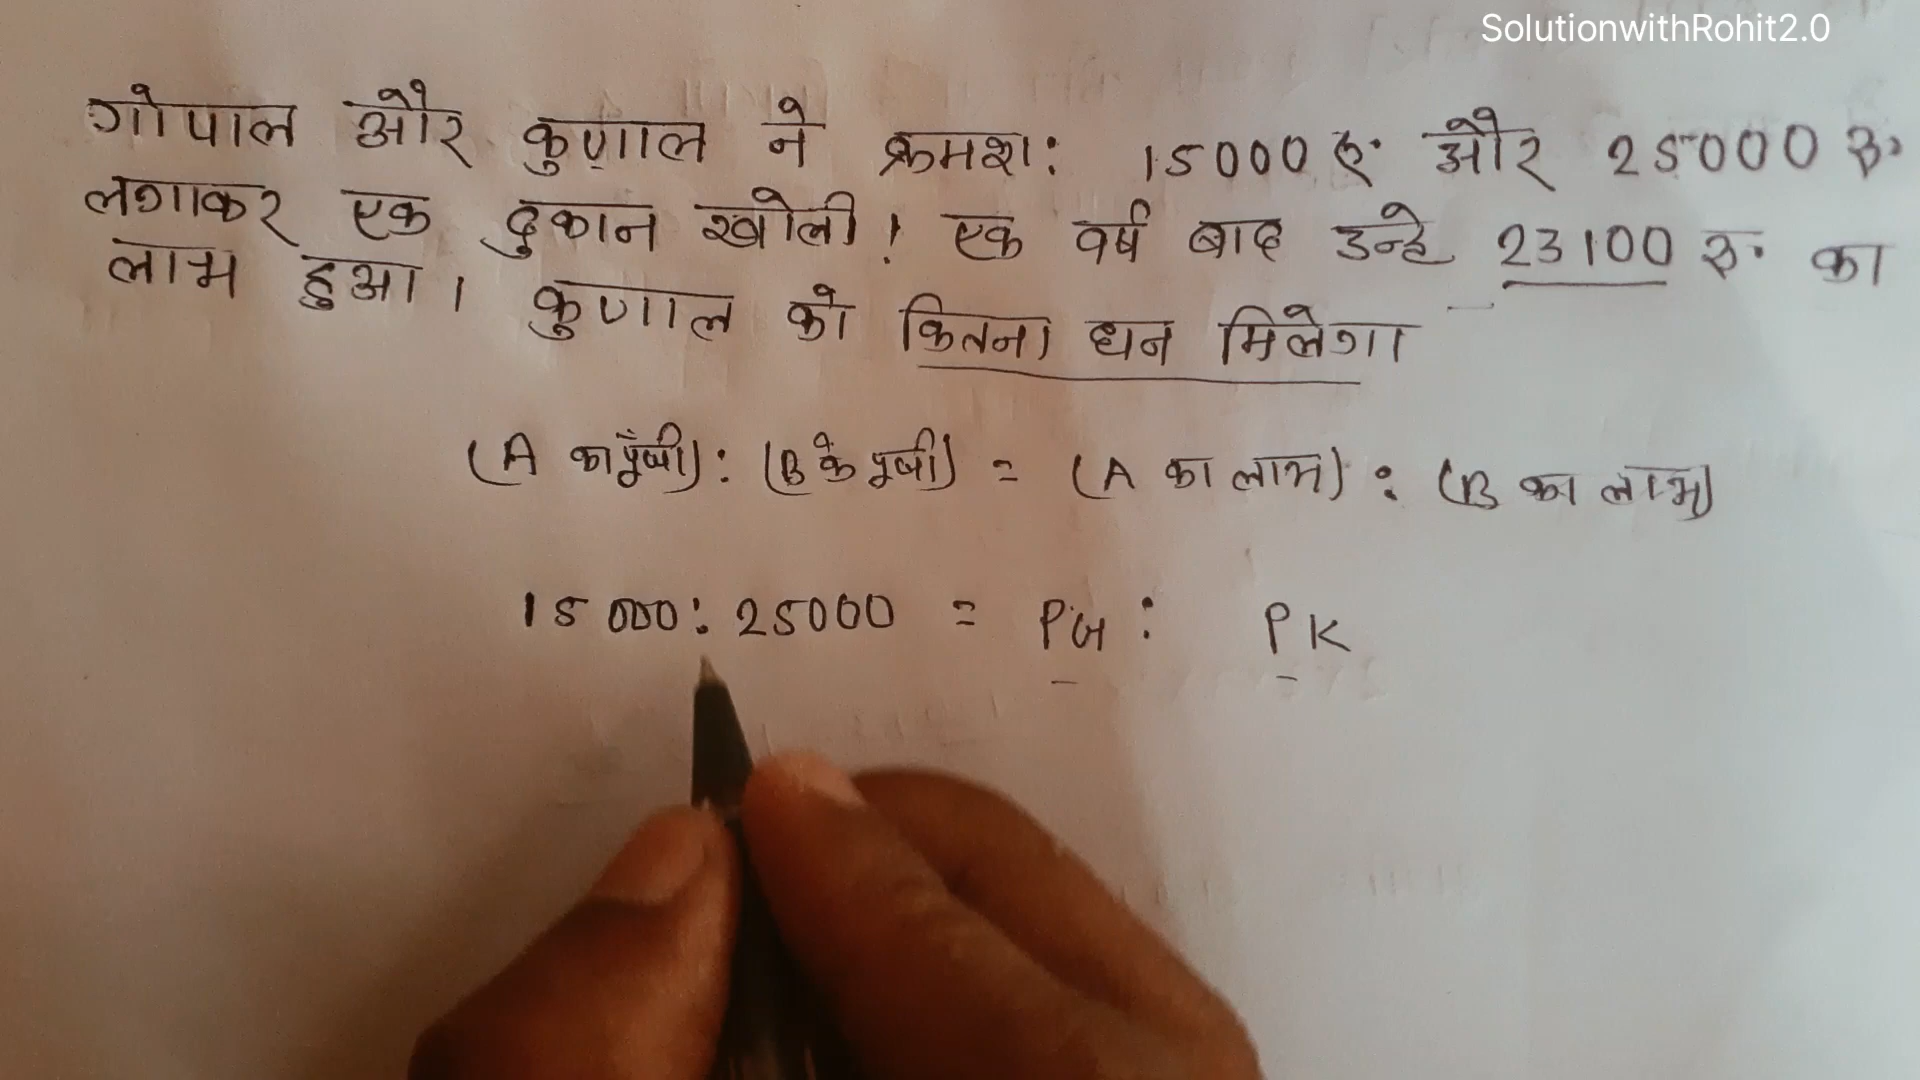 SolutionwithRohit2.0
गोपाल और कुणाल ने क्रमशः 15000 रु॰ और 25000 रु॰
लगाकर एक दुकान खोली। एक वर्ष बाद उन्हे 23100 रु॰ का
लाभ हुआ। कुणाल को कितना धन मिलेगा
(A का पूँजी) : (B के पूजी) = (A का लाभ) : (B का लाभ)
15000 : 25000 = PG : PK